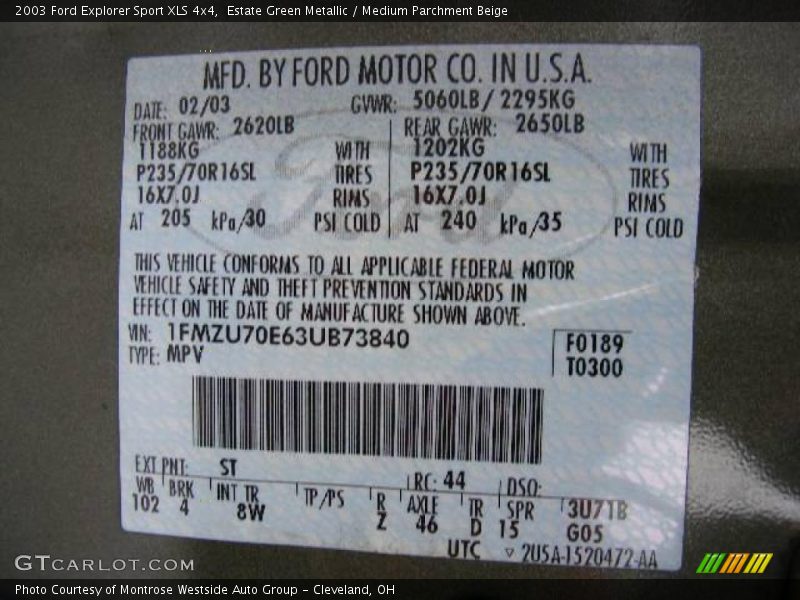 2003 Ford Explorer Sport XLS 4x4,  Estate Green Metallic / Medium Parchment Beige
MFD. BY FORD MOTOR CO. IN U.S.A.
DATE: 02/03 GVWR: 5060LB/ 2295KG
FRONT GAWR: 2620LB REAR GAWR: 2650LB
1188KG WITH 1202KG WITH
P235/70R16SL TIRES P235/70R16SL TIRES
16X7.0J RIMS 16X7.0J RIMS
AT 205 kPa/30 PSI COLD AT 240 kPa/35 PSI COLD
Ford
THIS VEHICLE CONFORMS TO ALL APPLICABLE FEDERAL MOTOR
VEHICLE SAFETY AND THEFT PREVENTION STANDARDS IN
EFFECT ON THE DATE OF MANUFACTURE SHOWN ABOVE.
VIN: 1FMZU70E63UB73840 F0189
TYPE: MPV T0300
EXT PNT: ST RC: 44 DSO:
WB BRK INT TR TP/PS R AXLE TR SPR 3U71B
102 4 8W Z 46 D 15 G05
UTC ▽ 2U5A-1520472-AA
GTCARLOT.COM
Photo Courtesy of Montrose Westside Auto Group - Cleveland, OH